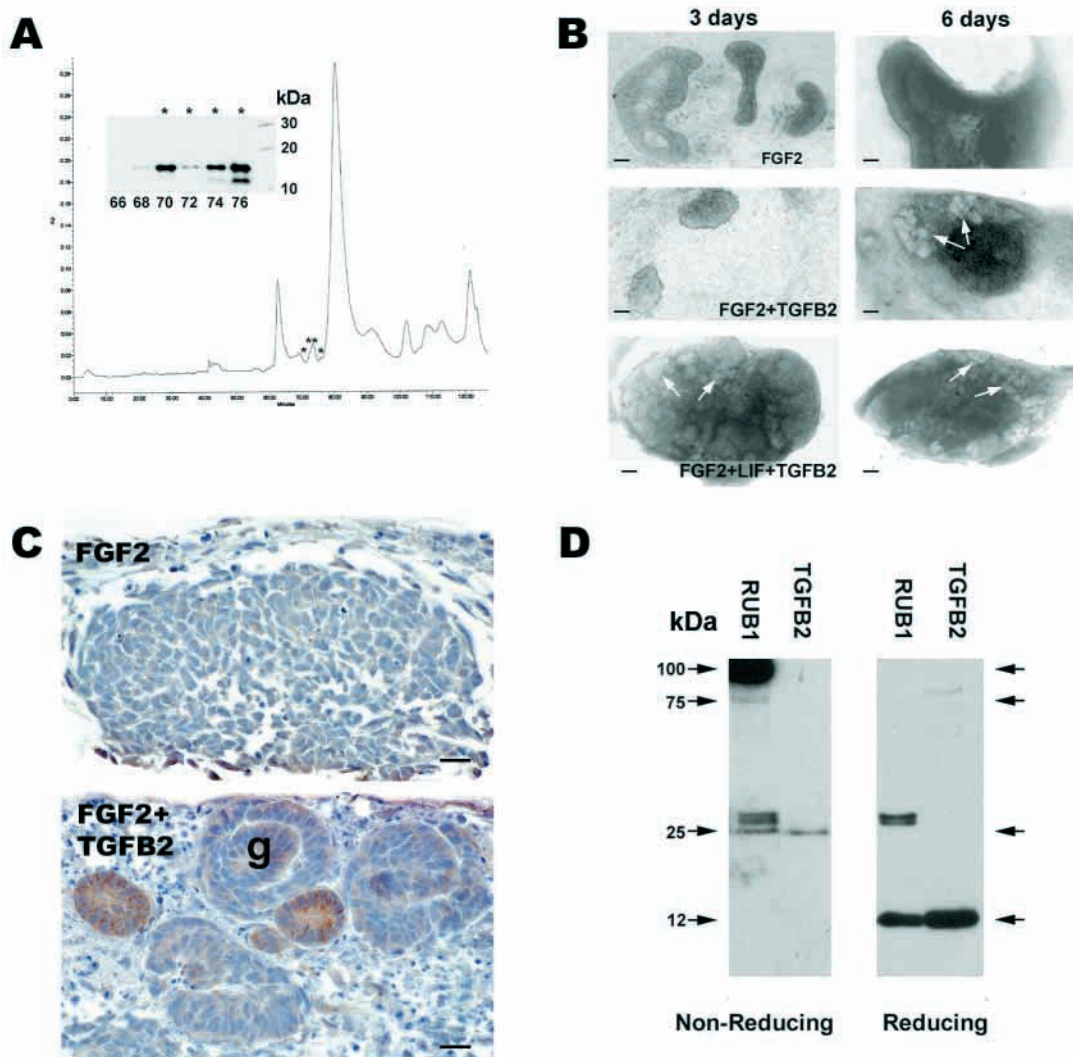 A
kDa
* * * *
30
20
10
66 68 70 72 74 76
*
**
*
Minutes
B
3 days
6 days
FGF2
FGF2+TGFB2
FGF2+LIF+TGFB2
C
FGF2
FGF2+
TGFB2
g
D
RUB1
TGFB2
RUB1
TGFB2
kDa
100
75
25
12
Non-Reducing
Reducing